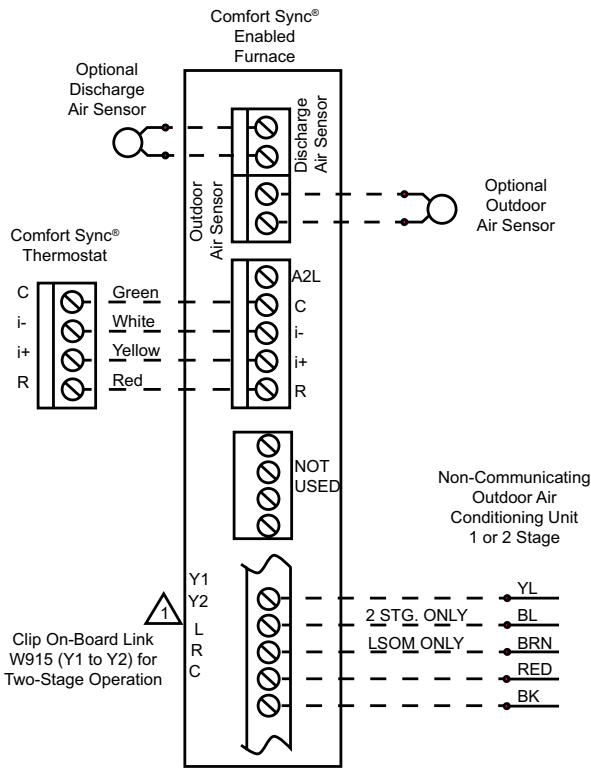 Comfort Sync®
Enabled
Furnace
Optional
Discharge
Air Sensor
Discharge
Air Sensor
Outdoor
Air Sensor
Optional
Outdoor
Air Sensor
Comfort Sync®
Thermostat
C
Green
i-
White
i+
Yellow
R
Red
A2L
C
i-
i+
R
NOT
USED
Non-Communicating
Outdoor Air
Conditioning Unit
1 or 2 Stage
Y1
Y2
L
R
C
1
Clip On-Board Link
W915 (Y1 to Y2) for
Two-Stage Operation
YL
2 STG. ONLY
BL
LSOM ONLY
BRN
RED
BK